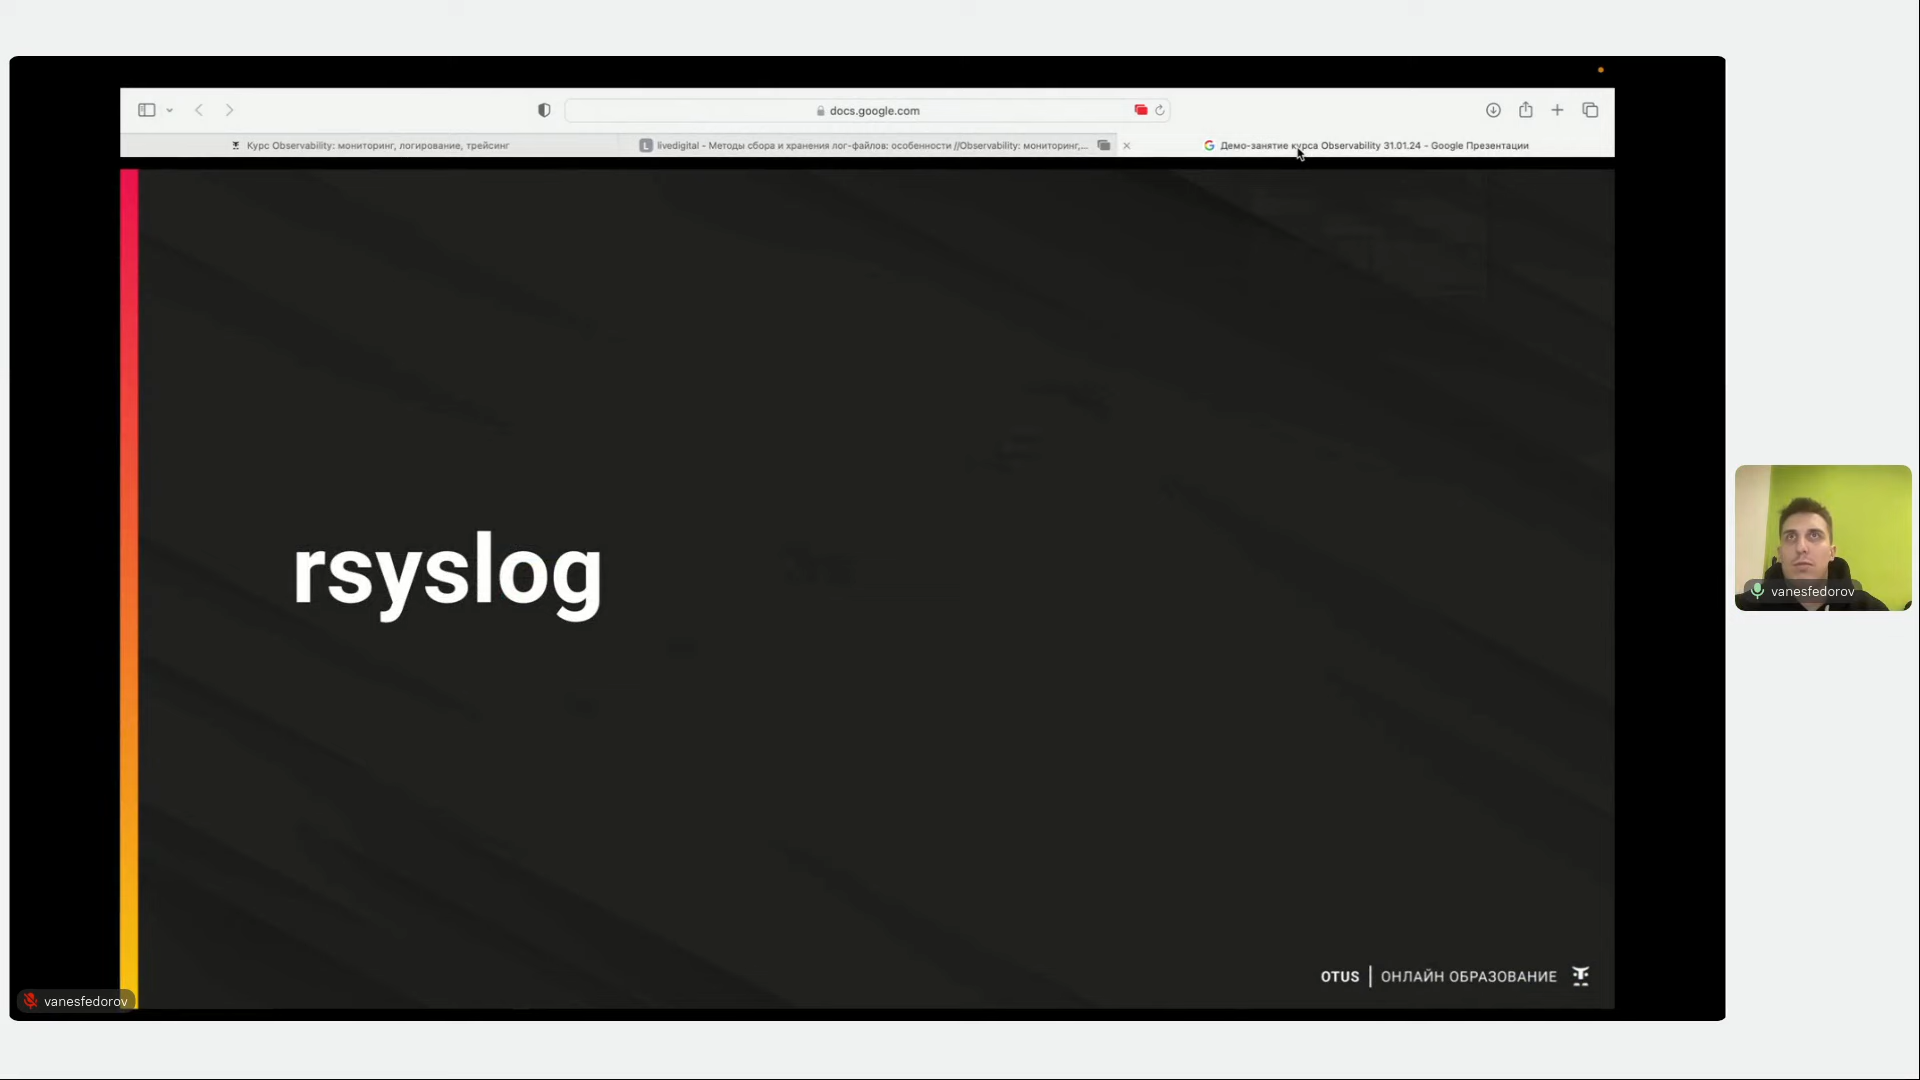 docs.google.com
Курс Observability: мониторинг, логирование, трейсинг
L livedigital - Методы сбора и хранения лог-файлов: особенности //Observability: мониторинг,...
Демо-занятие курса Observability 31.01.24 - Google Презентации
rsyslog
vanesfedorov
OTUS | ОНЛАЙН ОБРАЗОВАНИЕ
vanesfedorov